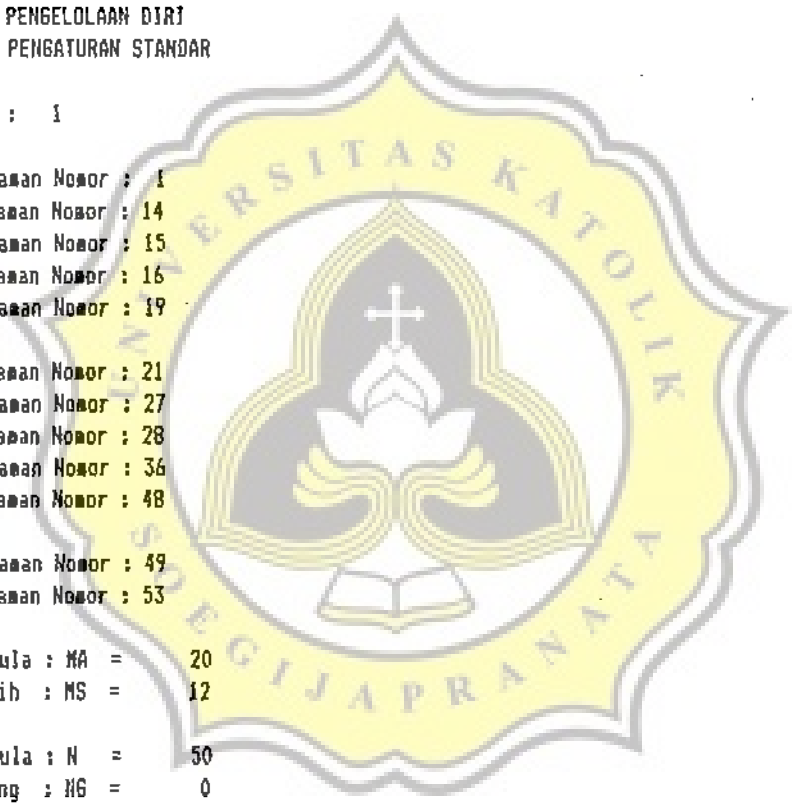 PENGELOLAAN DIRI
PENGATURAN STANDAR
: 1
aman Nomor : 1
aman Nomor : 14
aman Nomor : 15
aman Nomor : 16
aman Nomor : 19
aman Nomor : 21
aman Nomor : 27
aman Nomor : 28
aman Nomor : 36
aman Nomor : 48
aman Nomor : 49
aman Nomor : 53
ula : MA = 20
ih : MS = 12
ula : N = 50
ng : NG = 0
UNIVERSITAS KATOLIK
SOEGIJAPRANATA